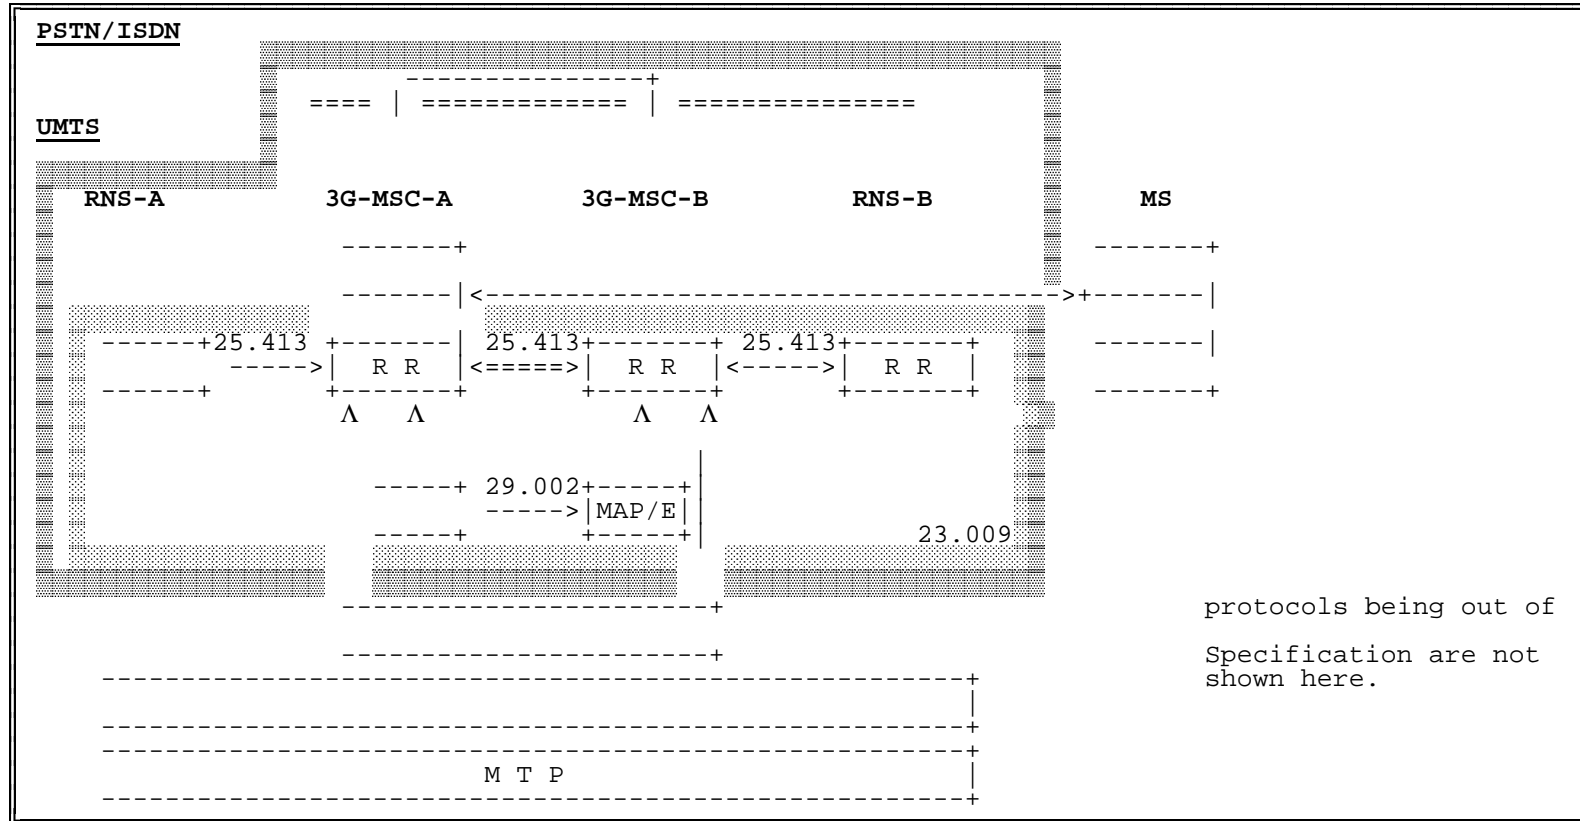 PSTN/ISDN
---------------+
==== | ============= | ===============
UMTS
RNS-A 3G-MSC-A 3G-MSC-B RNS-B MS
-------+ -------+
-------|<------------------------------------>+-------|
------+25.413 +-------| 25.413+-------+ 25.413+-------+ -------|
----->| R R |<=====>| R R |<----->| R R |
------+ +-------+ +-------+ +-------+ -------+
Λ Λ Λ Λ
|
-----+ 29.002+-----+|
----->|MAP/E||
-----+ +-----+| 23.009
-----------------------+ protocols being out of
-----------------------+ Specification are not
------------------------------------------------------+ shown here.
|
------------------------------------------------------+
------------------------------------------------------+
M T P |
------------------------------------------------------+